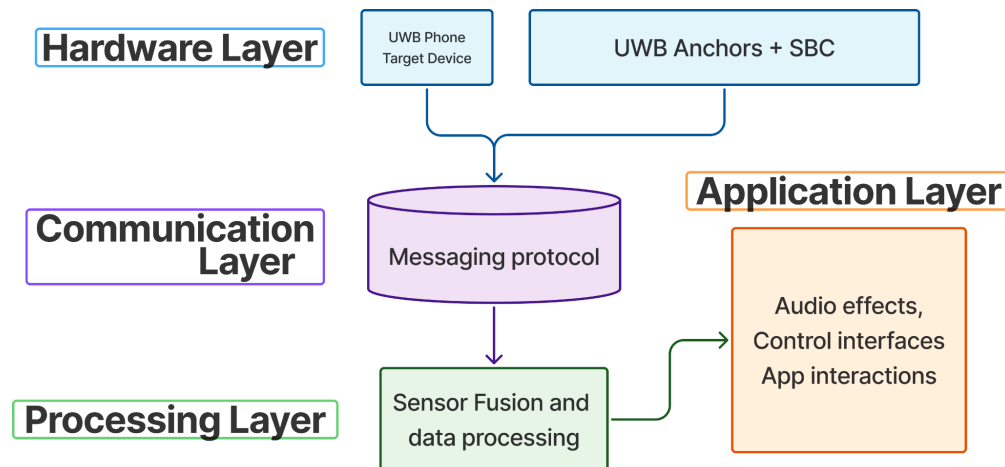 Hardware Layer
UWB Phone
Target Device
UWB Anchors + SBC
Communication
Layer
Messaging protocol
Application Layer
Audio effects,
Control interfaces
App interactions
Processing Layer
Sensor Fusion and
data processing